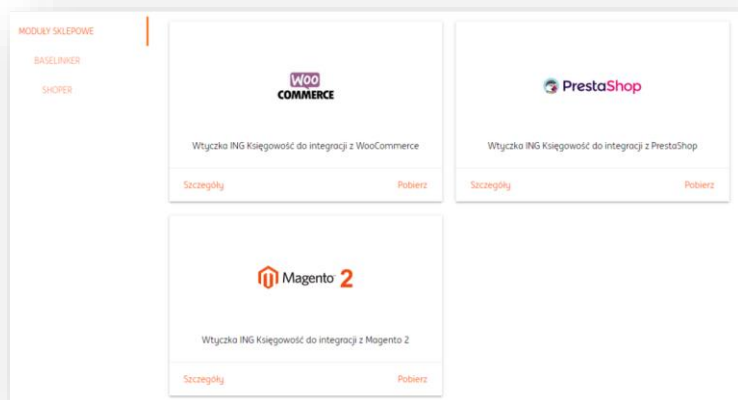 MODUŁY SKLEPOWE
BASELINKER
SHOPER
WOO
COMMERCE
Wtyczka ING Księgowość do integracji z WooCommerce
Szczegóły Pobierz
PrestaShop
Wtyczka ING Księgowość do integracji z PrestaShop
Szczegóły Pobierz
Magento 2
Wtyczka ING Księgowość do integracji z Magento 2
Szczegóły Pobierz